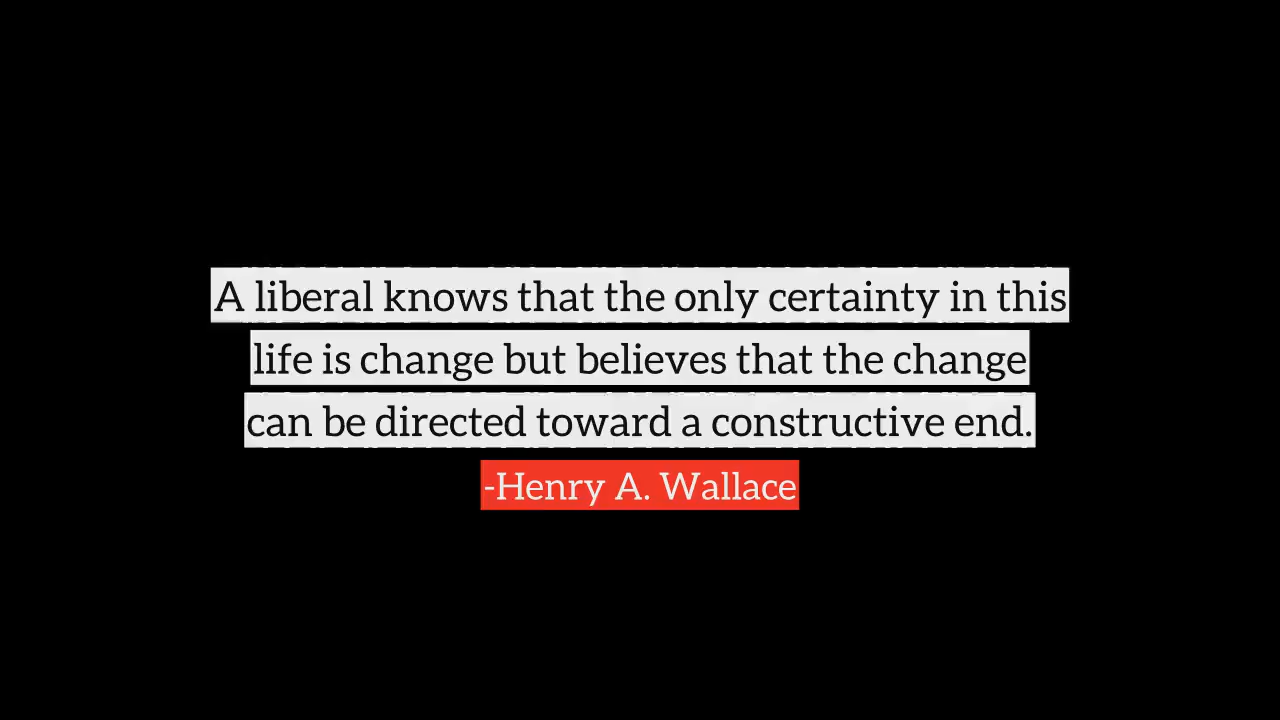 A liberal knows that the only certainty in this
life is change but believes that the change
can be directed toward a constructive end.
-Henry A. Wallace